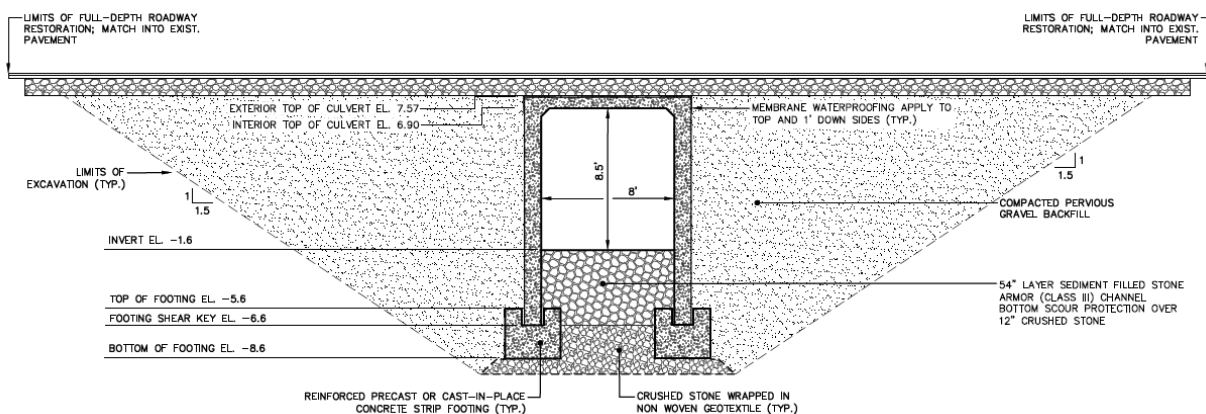 LIMITS OF FULL-DEPTH ROADWAY
RESTORATION; MATCH INTO EXIST.
PAVEMENT
LIMITS OF FULL-DEPTH ROADWAY
RESTORATION; MATCH INTO EXIST.
PAVEMENT
EXTERIOR TOP OF CULVERT EL. 7.57
INTERIOR TOP OF CULVERT EL. 6.90
MEMBRANE WATERPROOFING APPLY TO
TOP AND 1' DOWN SIDES (TYP.)
LIMITS OF
EXCAVATION (TYP.)
1
1.5
8.5'
8'
1
1.5
COMPACTED PERVIOUS
GRAVEL BACKFILL
INVERT EL. -1.6
TOP OF FOOTING EL. -5.6
FOOTING SHEAR KEY EL. -6.6
BOTTOM OF FOOTING EL. -8.6
54" LAYER SEDIMENT FILLED STONE
ARMOR (CLASS III) CHANNEL
BOTTOM SCOUR PROTECTION OVER
12" CRUSHED STONE
REINFORCED PRECAST OR CAST-IN-PLACE
CONCRETE STRIP FOOTING (TYP.)
CRUSHED STONE WRAPPED IN
NON WOVEN GEOTEXTILE (TYP.)